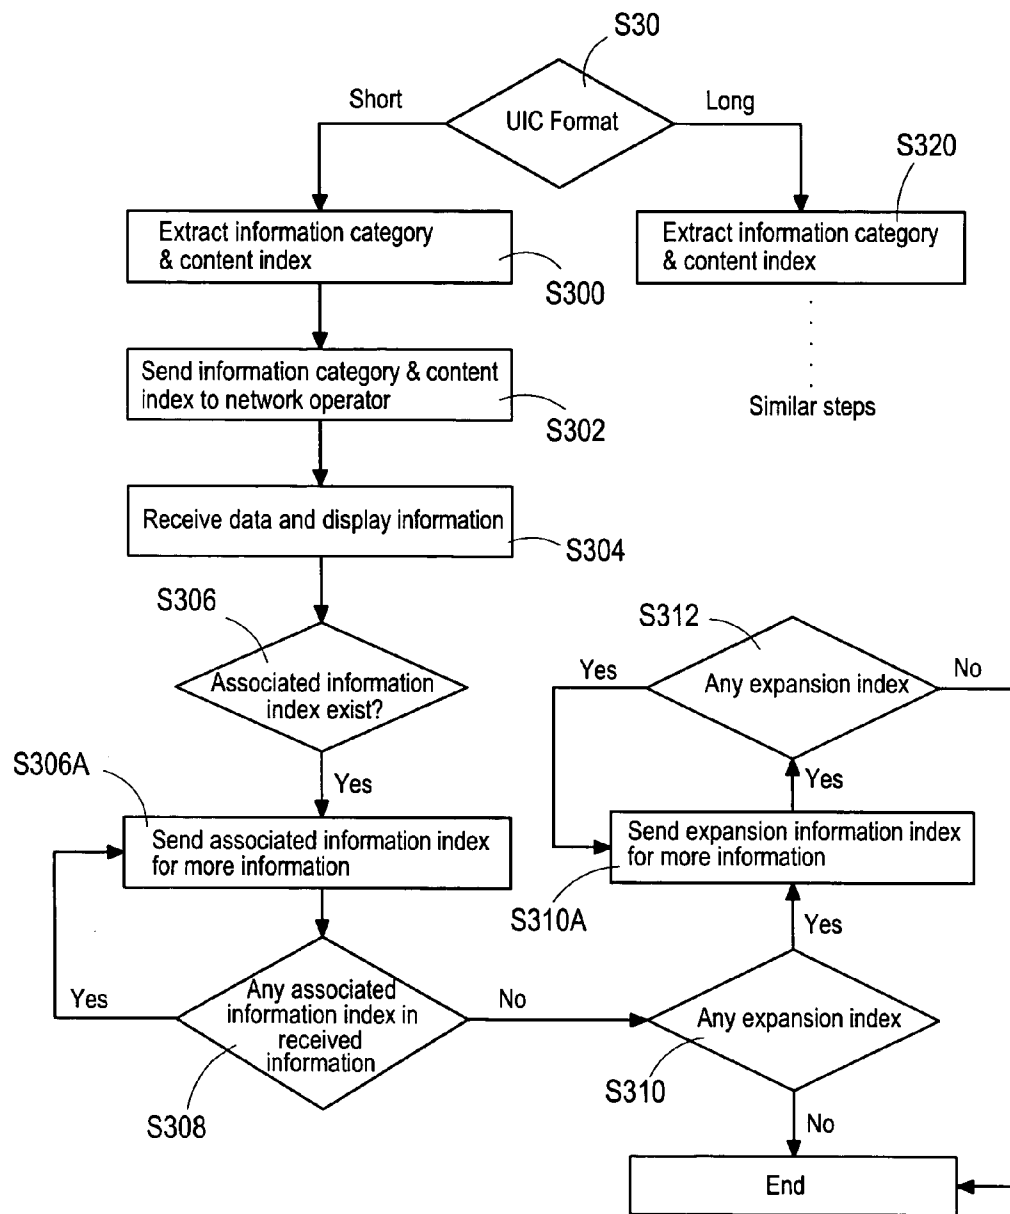 S30
Short
UIC Format
Long
S320
Extract information category
& content index
S300
Extract information category
& content index
Send information category & content
index to network operator
S302
Similar steps
Receive data and display information
S304
S306
Associated information
index exist?
Yes
S312
Yes
Any expansion index
No
S306A
Send associated information index
for more information
Yes
Send expansion information index
for more information
S310A
Yes
Yes
Any associated
information index in
received
information
S308
No
Any expansion index
S310
No
End